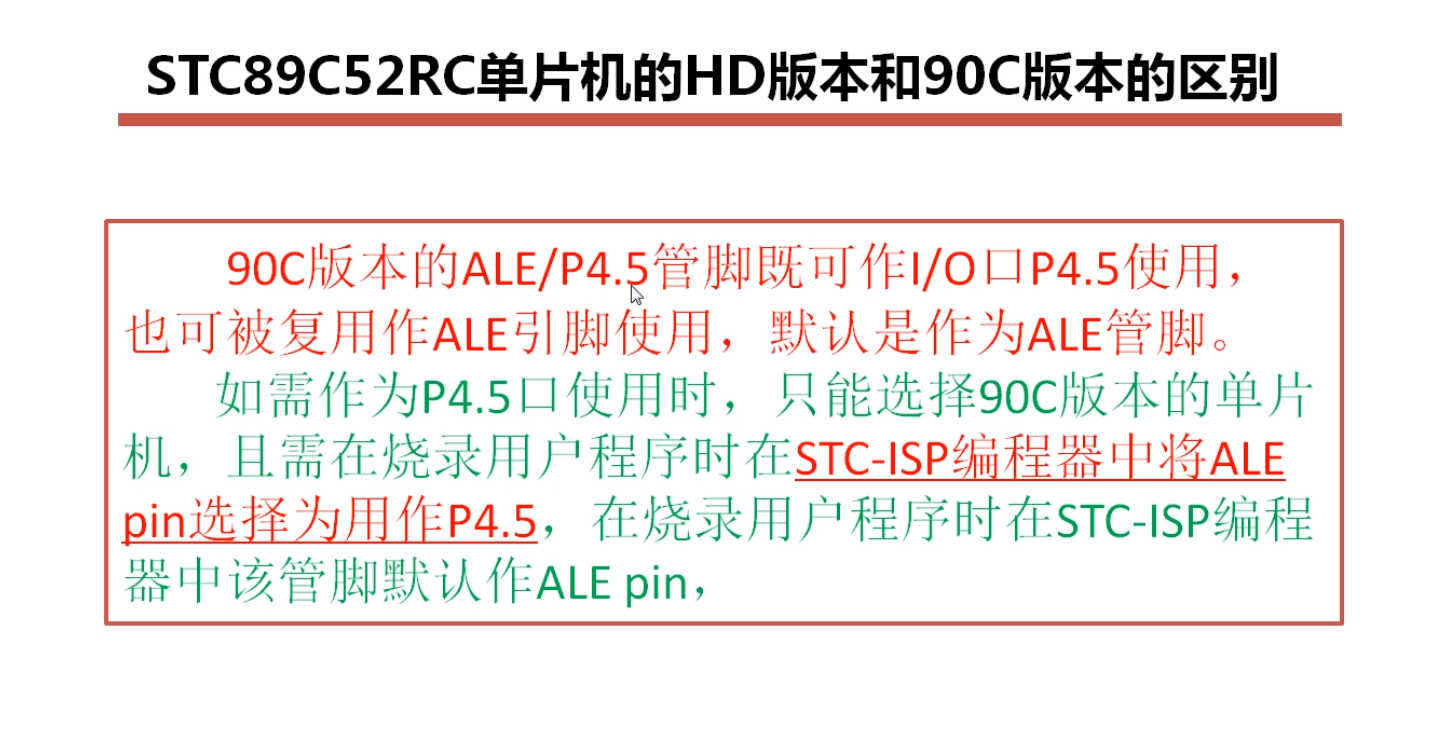 STC89C52RC单片机的HD版本和90C版本的区别
90C版本的ALE/P4.5管脚既可作I/O口P4.5使用，
也可被复用作ALE引脚使用，默认是作为ALE管脚。
如需作为P4.5口使用时，只能选择90C版本的单片
机，且需在烧录用户程序时在STC-ISP编程器中将ALE
pin选择为用作P4.5，在烧录用户程序时在STC-ISP编程
器中该管脚默认作ALE pin，